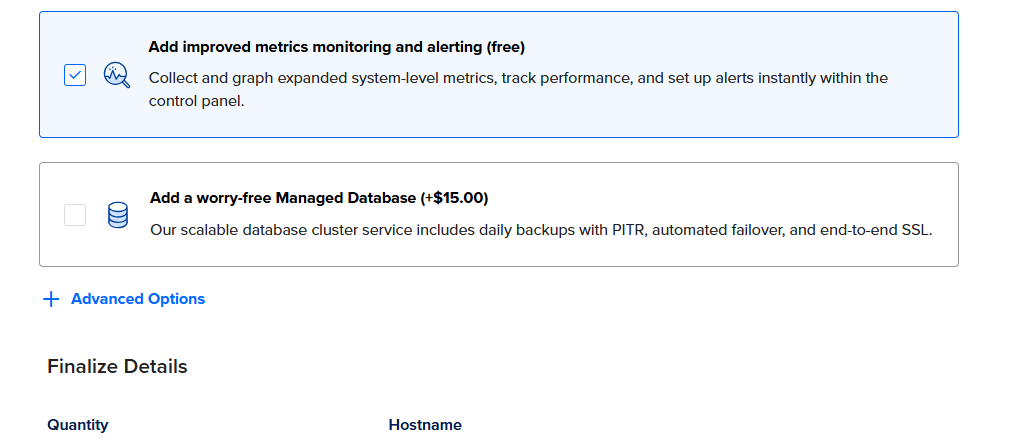 Add improved metrics monitoring and alerting (free)
Collect and graph expanded system-level metrics, track performance, and set up alerts instantly within the
control panel.
Add a worry-free Managed Database (+$15.00)
Our scalable database cluster service includes daily backups with PITR, automated failover, and end-to-end SSL.
Advanced Options
Finalize Details
Quantity
Hostname